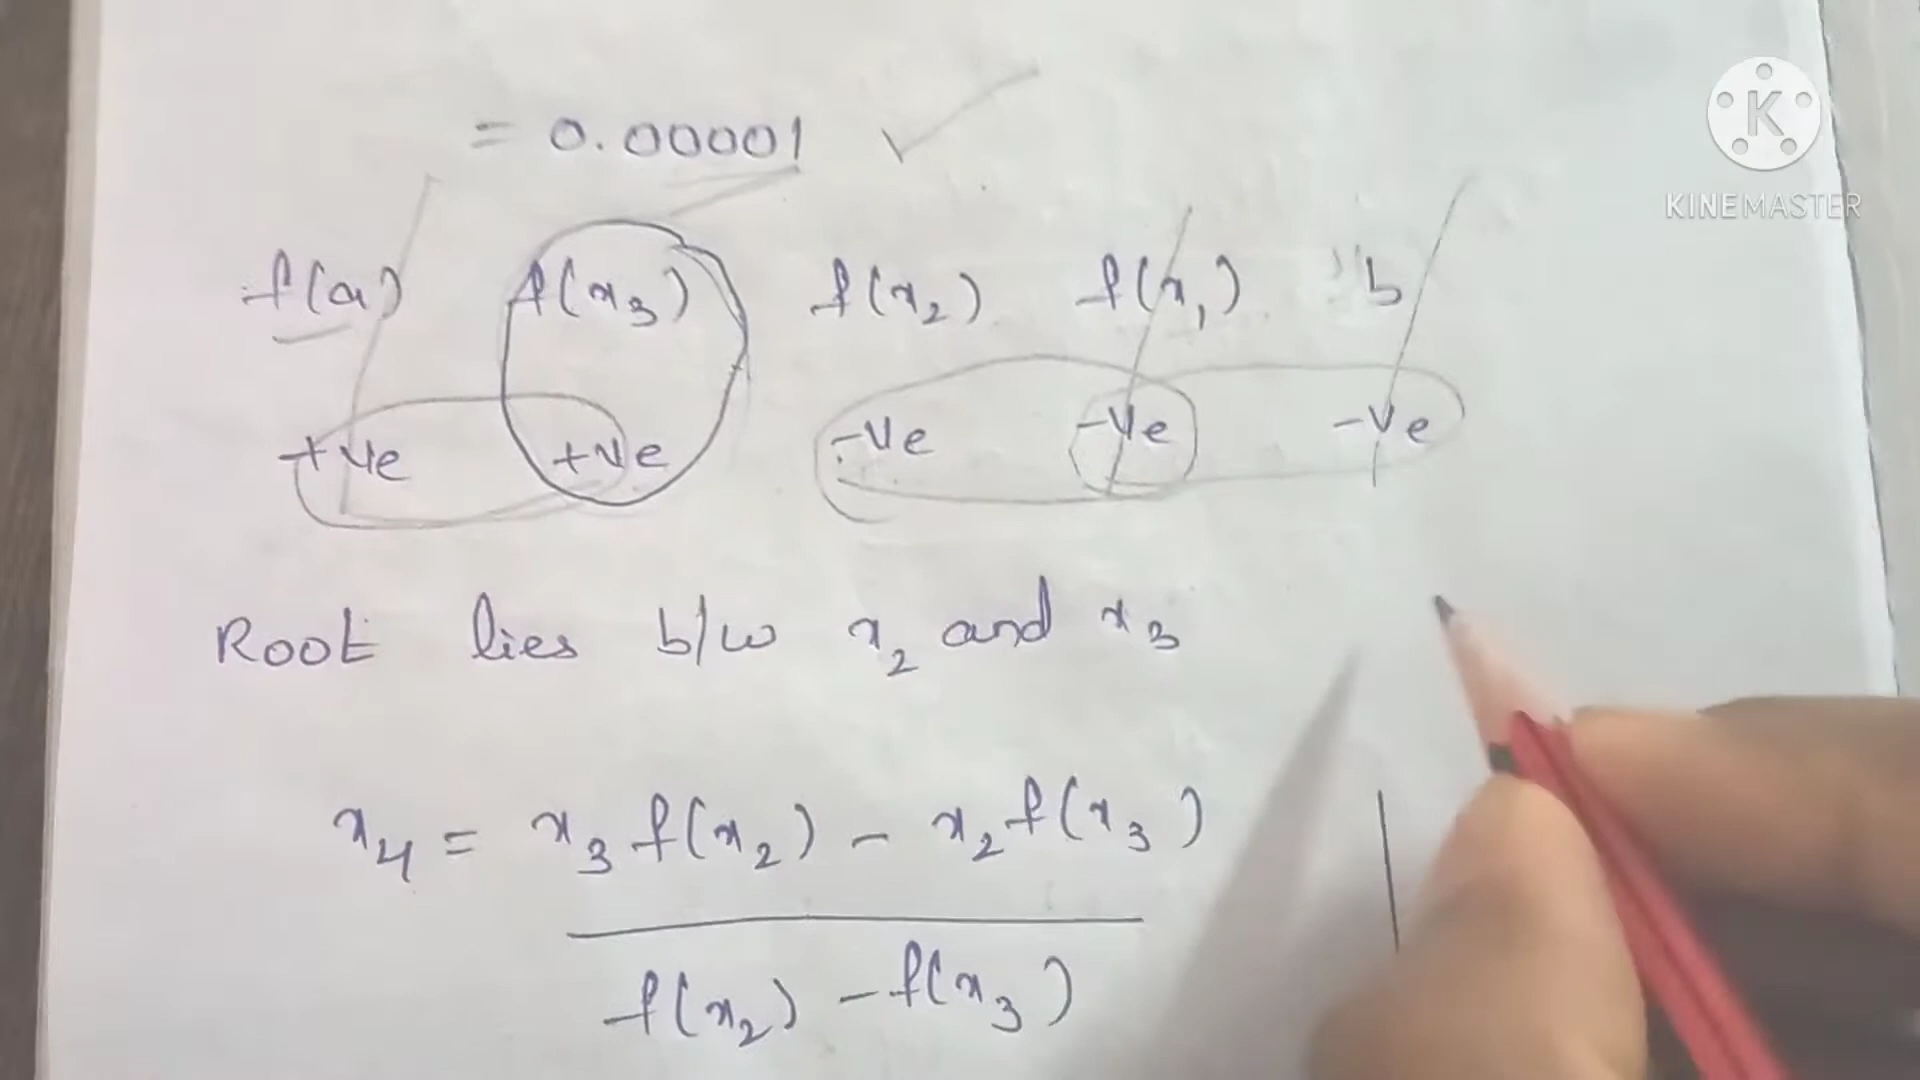 = 0.00001 ✓
K
KINEMASTER
f(a) f(x₃) f(x₂) f(x₁) b
+ve +ve -ve -ve -ve
Root lies b/w x₂ and x₃
x₄ = x₃ f(x₂) - x₂ f(x₃)
f(x₂) - f(x₃)